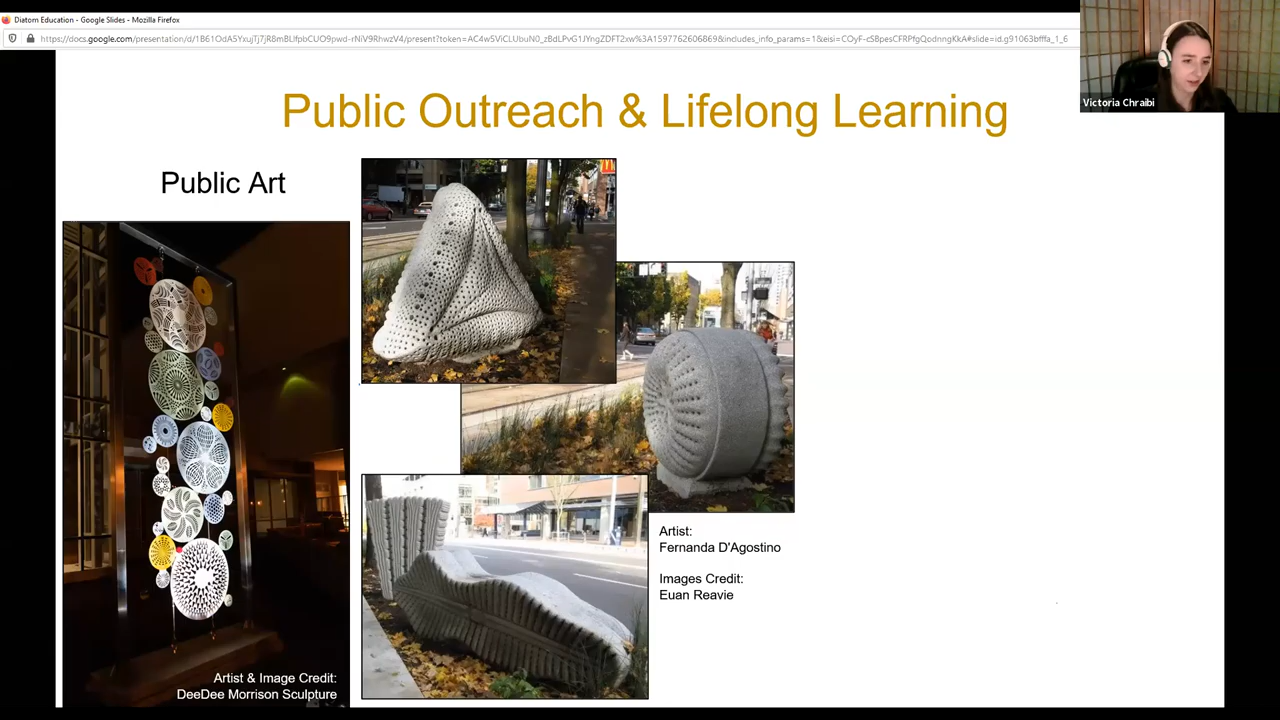 Diatom Education - Google Slides - Mozilla Firefox
Victoria Chraibi
Public Outreach & Lifelong Learning
Public Art
Artist:
Fernanda D'Agostino
Images Credit:
Euan Reavie
Artist & Image Credit:
DeeDee Morrison Sculpture